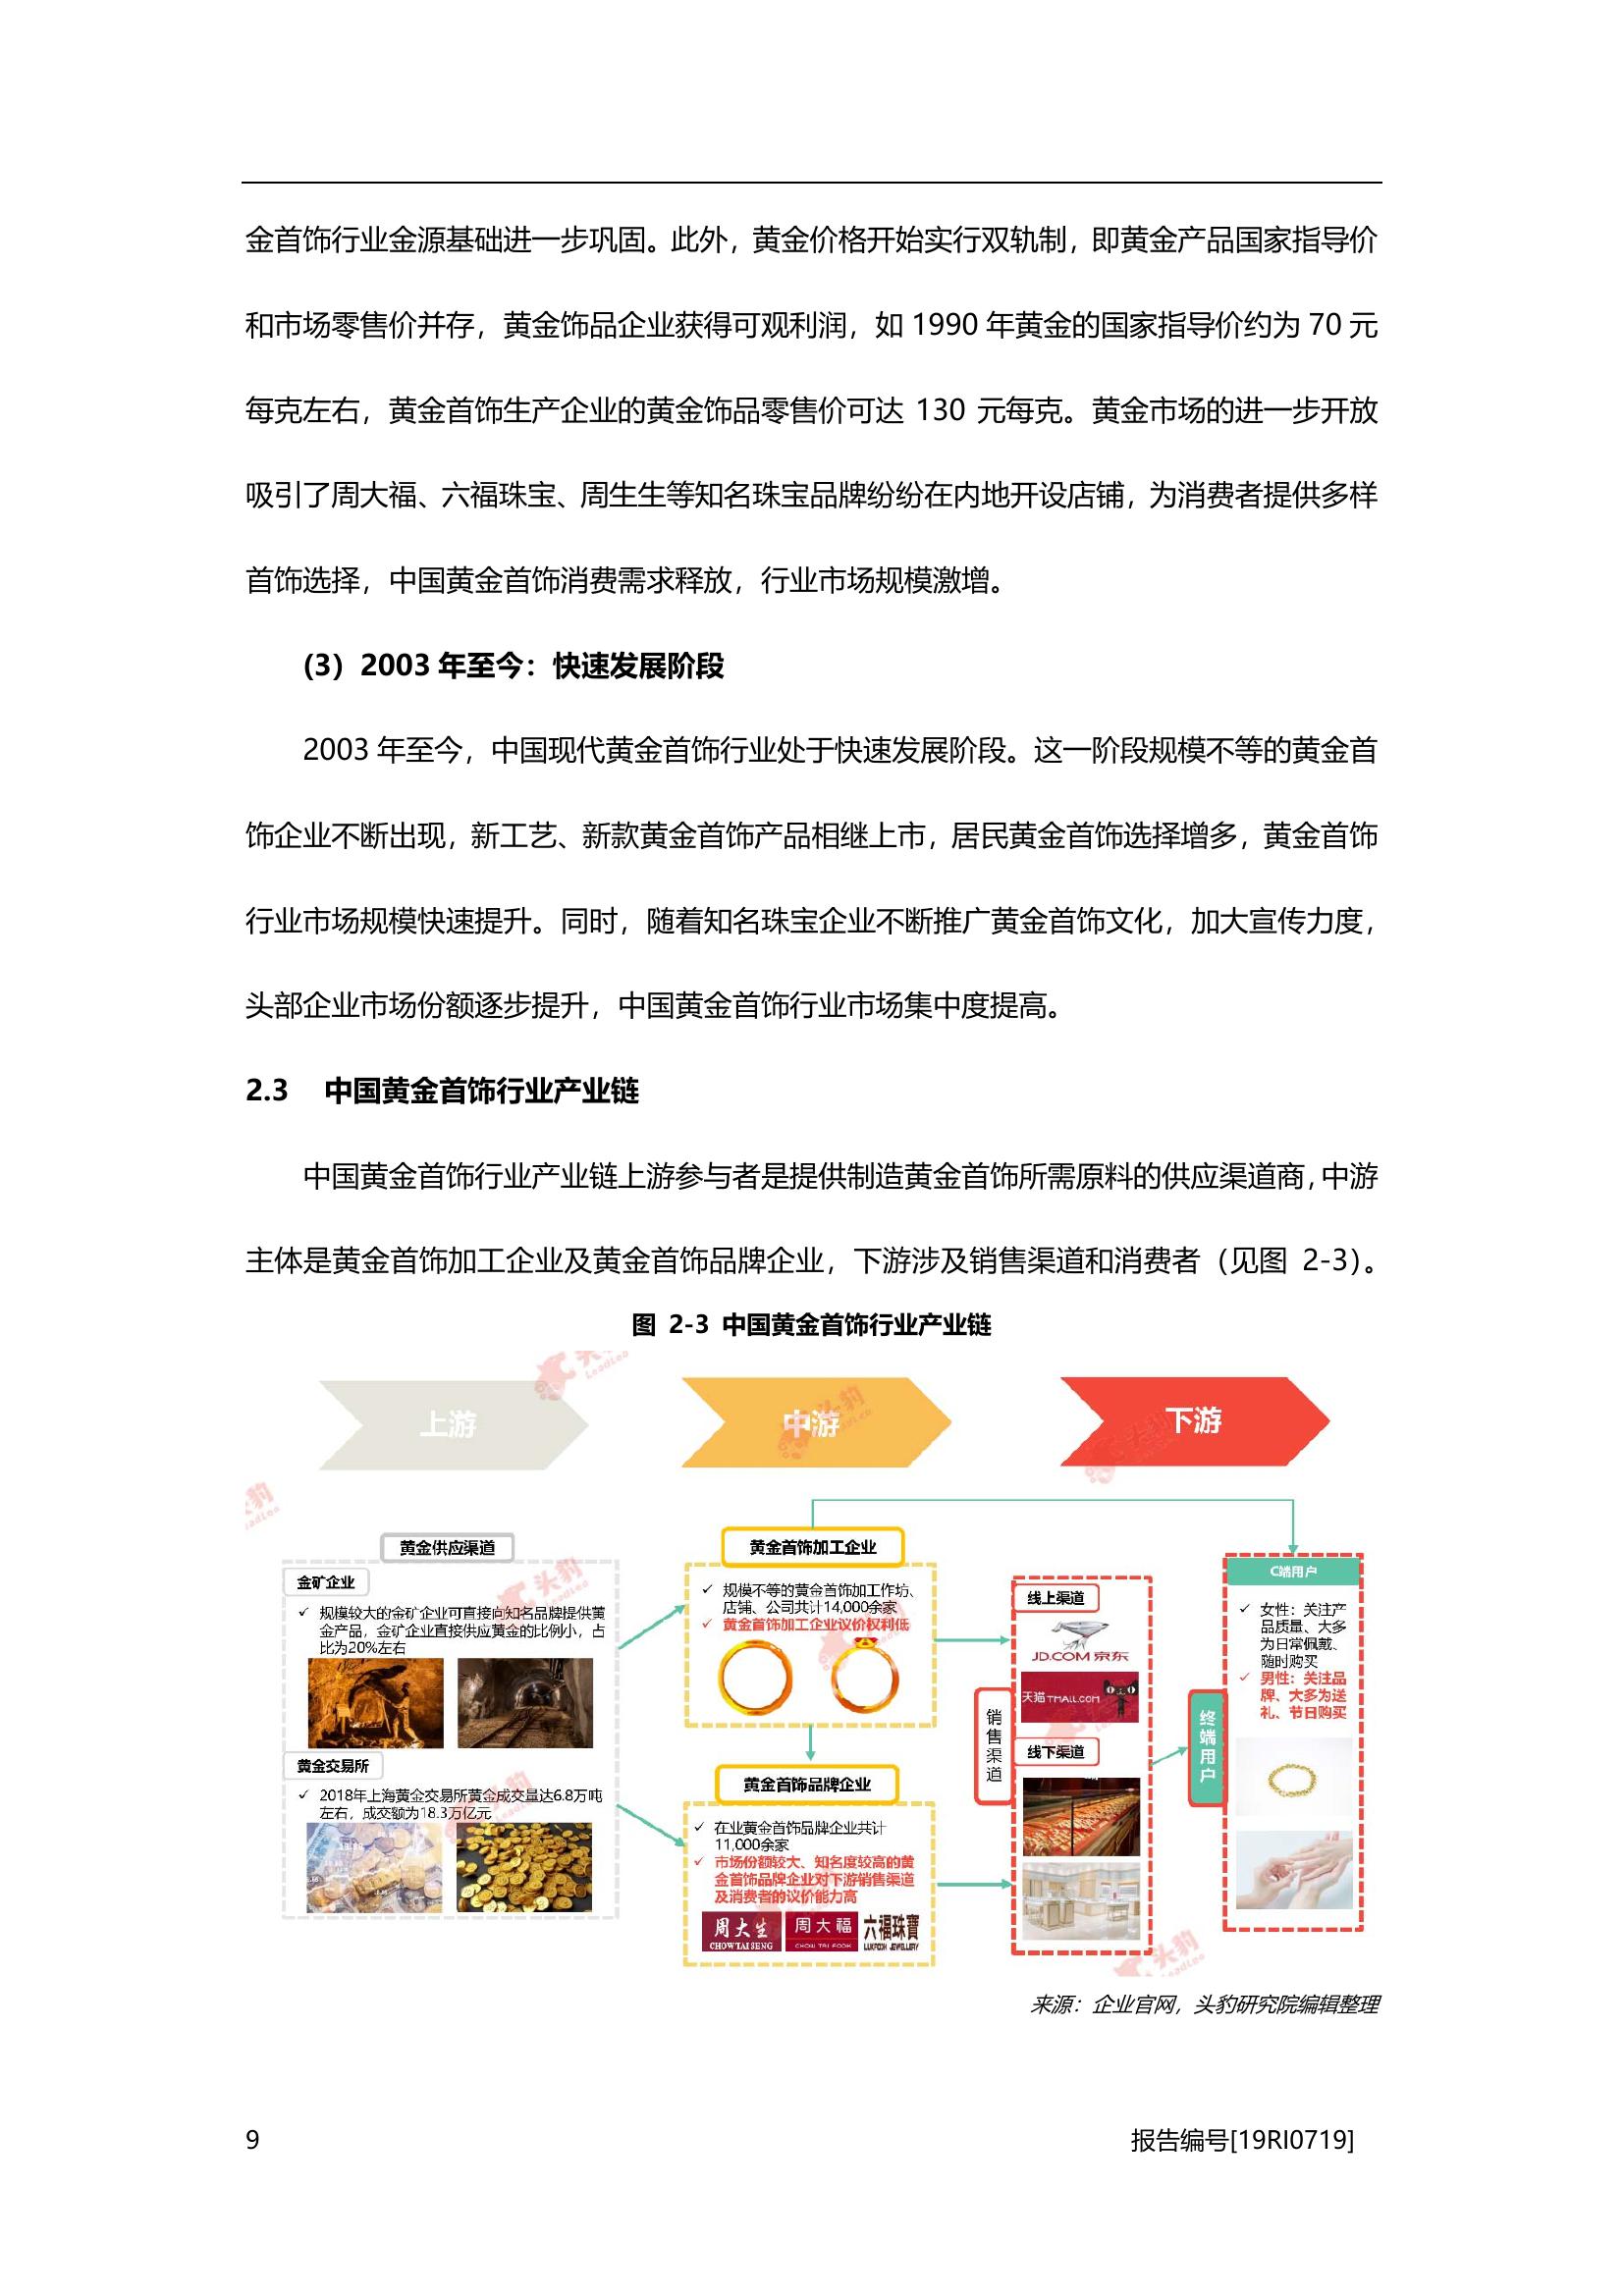 金首饰行业金源基础进一步巩固。此外，黄金价格开始实行双轨制，即黄金产品国家指导价
和市场零售价并存，黄金饰品企业获得可观利润，如 1990 年黄金的国家指导价约为 70 元
每克左右，黄金首饰生产企业的黄金饰品零售价可达 130 元每克。黄金市场的进一步开放
吸引了周大福、六福珠宝、周生生等知名珠宝品牌纷纷在内地开设店铺，为消费者提供多样
首饰选择，中国黄金首饰消费需求释放，行业市场规模激增。
(3) 2003 年至今：快速发展阶段
2003 年至今，中国现代黄金首饰行业处于快速发展阶段。这一阶段规模不等的黄金首
饰企业不断出现，新工艺、新款黄金首饰产品相继上市，居民黄金首饰选择增多，黄金首饰
行业市场规模快速提升。同时，随着知名珠宝企业不断推广黄金首饰文化，加大宣传力度，
头部企业市场份额逐步提升，中国黄金首饰行业市场集中度提高。
2.3 中国黄金首饰行业产业链
中国黄金首饰行业产业链上游参与者是提供制造黄金首饰所需原料的供应渠道商，中游
主体是黄金首饰加工企业及黄金首饰品牌企业，下游涉及销售渠道和消费者（见图 2-3）。
图 2-3 中国黄金首饰行业产业链
上游
中游
下游
黄金供应渠道
金矿企业
✓ 规模较大的金矿企业可直接向知名品牌提供黄
金产品，金矿企业直接供应黄金的比例小，占
比为20%左右
黄金交易所
✓ 2018年上海黄金交易所黄金成交量达6.8万吨
左右，成交额为18.3万亿元
黄金首饰加工企业
✓ 规模不等的黄金首饰加工作坊、
店铺、公司共计14,000余家
✓ 黄金首饰加工企业议价权利低
黄金首饰品牌企业
✓ 在业黄金首饰品牌企业共计
11,000余家
✓ 市场份额较大、知名度较高的黄
金首饰品牌企业对下游销售渠道
及消费者的议价能力高
周大生
CHOW TAI SENG
周大福
CHOW TAI FOOK
六福珠寶
LUKFOOK JEWELLERY
销售渠道
线上渠道
JD.COM 京东
天猫 TMALL.COM
线下渠道
终端用户
C端用户
✓ 女性：关注产
品质量、大多
为日常佩戴、
随时购买
✓ 男性：关注品
牌、大多为送
礼、节日购买
头豹
LeadLeo
来源：企业官网，头豹研究院编辑整理
9
报告编号[19RI0719]